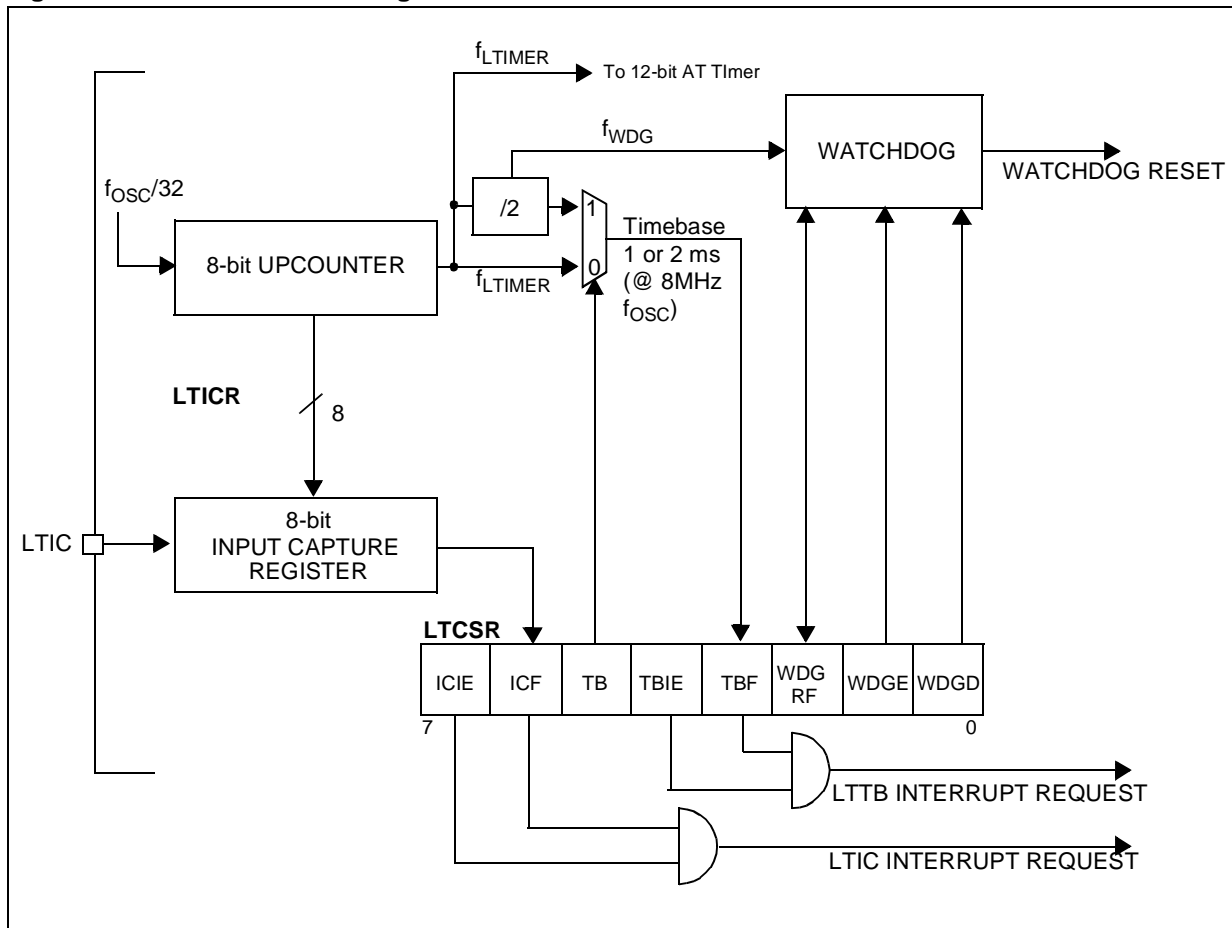 fLTIMER
To 12-bit AT TImer
fWDG
WATCHDOG
WATCHDOG RESET
fOSC/32
/2
1
Timebase
1 or 2 ms
(@ 8MHz
fOSC)
8-bit UPCOUNTER
0
fLTIMER
LTICR
8
LTIC
8-bit
INPUT CAPTURE
REGISTER
LTCSR
ICIE
ICF
TB
TBIE
TBF
WDG
RF
WDGE
WDGD
7
0
LTTB INTERRUPT REQUEST
LTIC INTERRUPT REQUEST